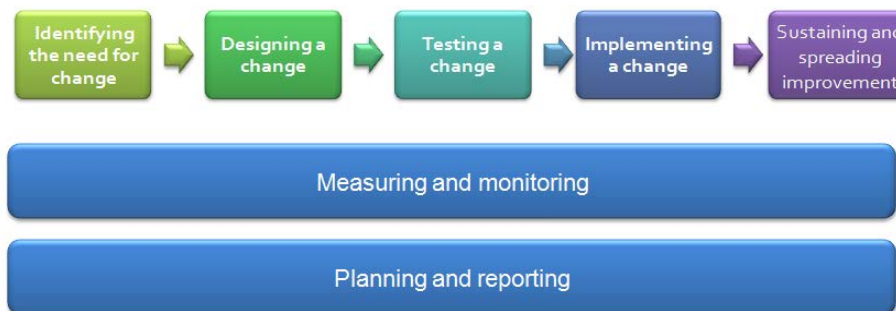 Identifying
the need for
change
Designing a
change
Testing a
change
Implementing
a change
Sustaining and
spreading
improvement
Measuring and monitoring
Planning and reporting